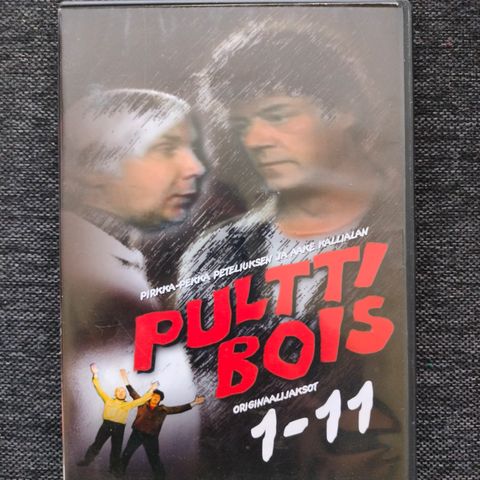 PIRKKA-PEKKA PETELIUKSEN JA AAKE KALLIALAN
PULTTI
BOIS
ORIGINAALIJAKSOT
1-11